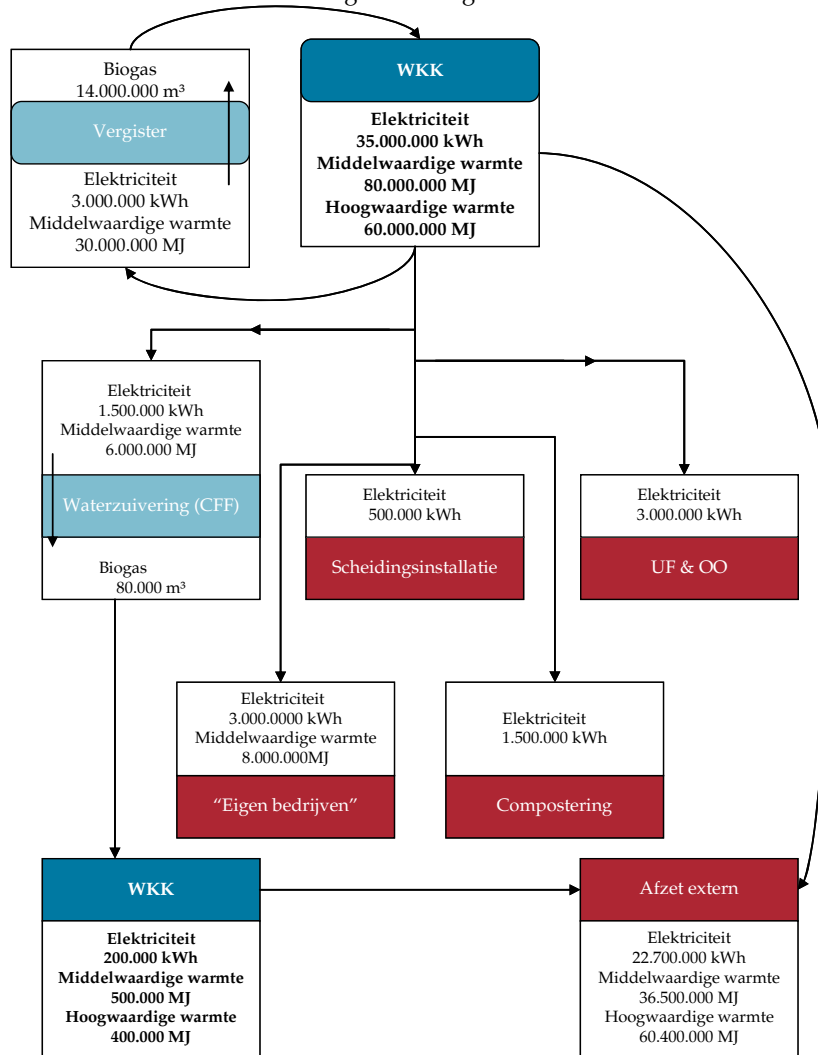 Biogas
14.000.000 m³
Vergister
Elektriciteit
3.000.000 kWh
Middelwaardige warmte
30.000.000 MJ
WKK
Elektriciteit
35.000.000 kWh
Middelwaardige warmte
80.000.000 MJ
Hoogwaardige warmte
60.000.000 MJ
Elektriciteit
1.500.000 kWh
Middelwaardige warmte
6.000.000 MJ
Waterzuivering (CFF)
Biogas
80.000 m³
Elektriciteit
500.000 kWh
Scheidingsinstallatie
Elektriciteit
3.000.000 kWh
UF & OO
Elektriciteit
3.000.0000 kWh
Middelwaardige warmte
8.000.000MJ
“Eigen bedrijven”
Elektriciteit
1.500.000 kWh
Compostering
WKK
Elektriciteit
200.000 kWh
Middelwaardige warmte
500.000 MJ
Hoogwaardige warmte
400.000 MJ
Afzet extern
Elektriciteit
22.700.000 kWh
Middelwaardige warmte
36.500.000 MJ
Hoogwaardige warmte
60.400.000 MJ